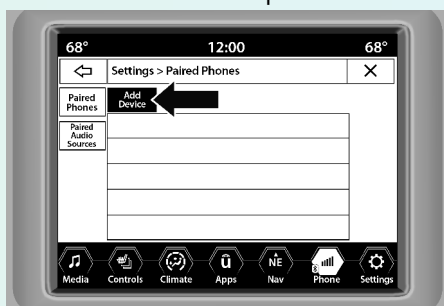 68° 12:00 68°
Settings > Paired Phones X
Paired Phones
Add Device
Paired Audio Sources
û NE
Media Controls Climate Apps Nav Phone Settings